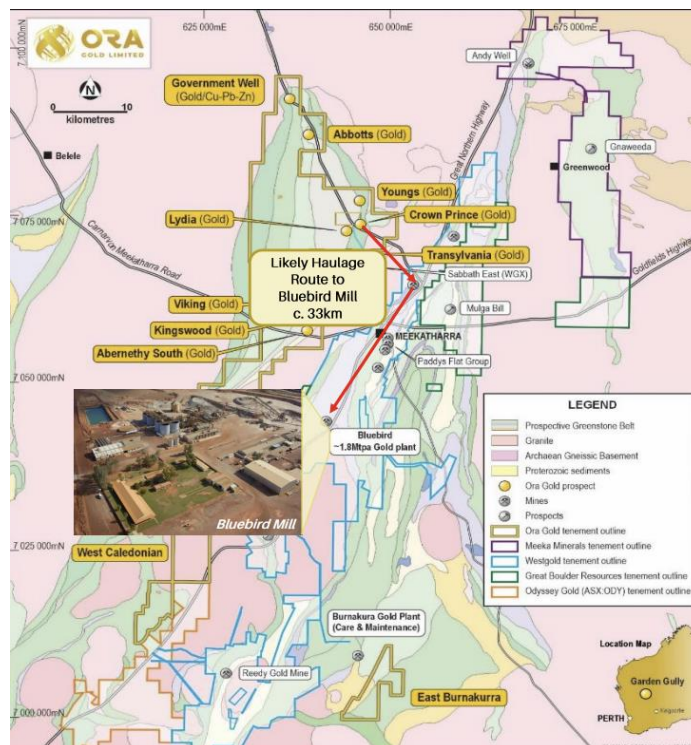 ORA
GOLD LIMITED
N
0 10
kilometres
625 000mE
650 000mE
675 000mE
7 100 000mN
7 075 000mN
7 050 000mN
7 025 000mN
7 000 000mN
Andy Well
Government Well
(Gold/Cu-Pb-Zn)
Abbotts (Gold)
Great Northern Highway
Gnaweeda
Belele
Greenwood
Youngs (Gold)
Carnarvon Meekatharra Road
Lydia (Gold)
Crown Prince (Gold)
Transylvania (Gold)
Goldfields Highway
Likely Haulage
Route to
Bluebird Mill
c. 33km
Sabbath East (WGX)
Viking (Gold)
Mulga Bill
Kingswood (Gold)
MEEKATHARRA
Abernethy South (Gold)
Paddys Flat Group
Bluebird
~1.8Mtpa Gold plant
Bluebird Mill
LEGEND
Prospective Greenstone Belt
Granite
Archaean Gneissic Basement
Proterozoic sediments
Ora Gold prospect
Mines
Prospects
Ora Gold tenement outline
Meeka Minerals tenement outline
Westgold tenement outline
Great Boulder Resources tenement outline
Odyssey Gold (ASX:ODY) tenement outline
West Caledonian
Burnakura Gold Plant
(Care & Maintenance)
Reedy Gold Mine
East Burnakurra
Location Map
Garden Gully
Kalgoorlie
PERTH